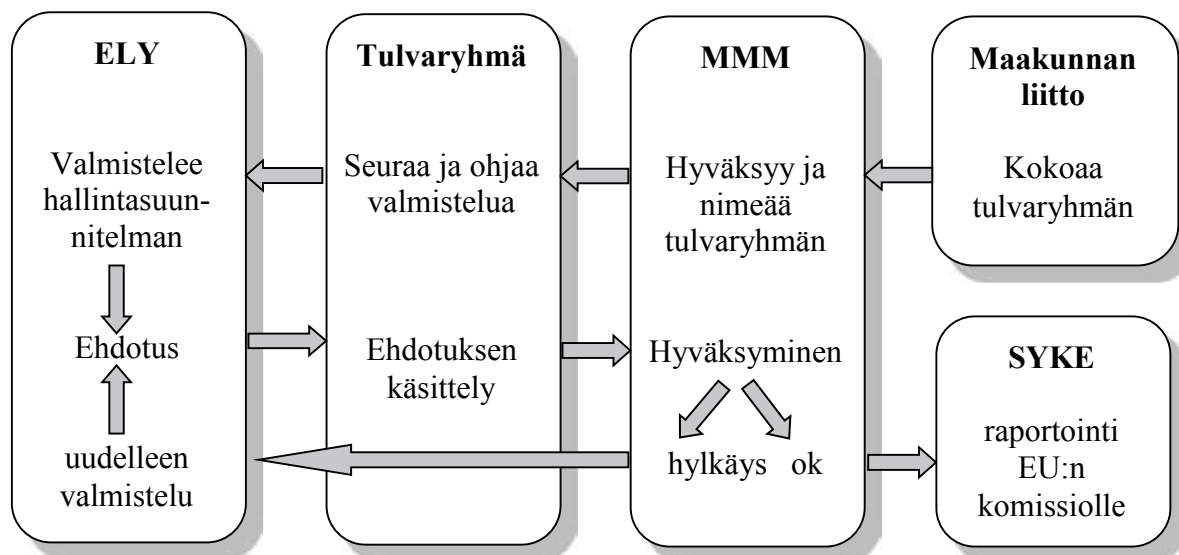 ELY
Valmistelee
hallintasuun-
nitelman
Ehdotus
uudelleen
valmistelu
Tulvaryhmä
Seuraa ja ohjaa
valmistelua
Ehdotuksen
käsittely
MMM
Hyväksyy ja
nimeää
tulvaryhmän
Hyväksyminen
hylkäys ok
Maakunnan
liitto
Kokoaa
tulvaryhmän
SYKE
raportointi
EU:n
komissiolle